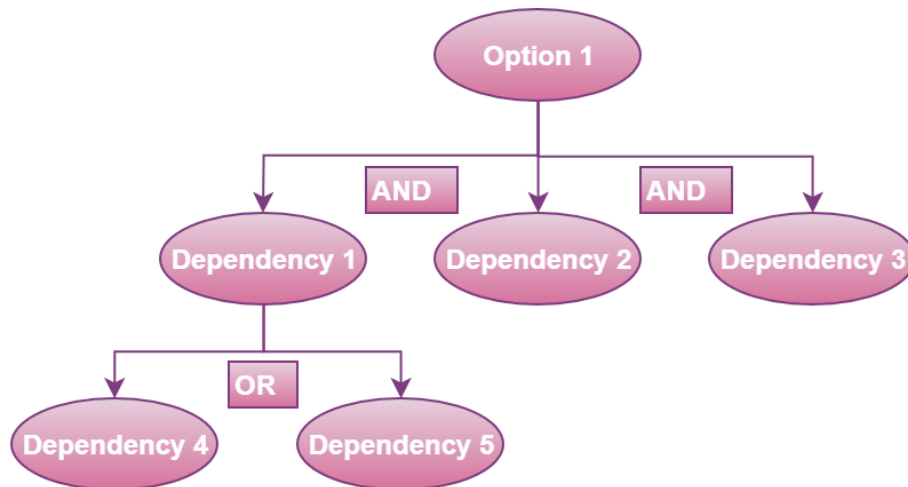 Option 1
AND
AND
Dependency 1
Dependency 2
Dependency 3
OR
Dependency 4
Dependency 5